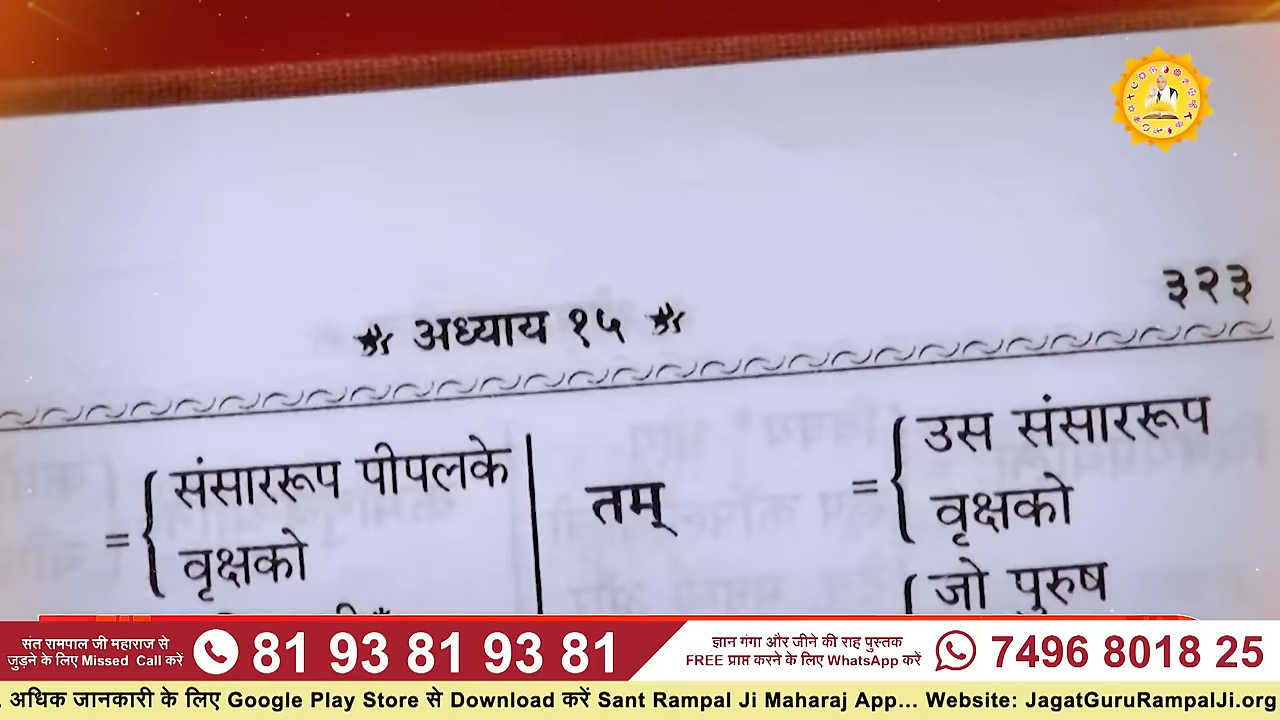 ३२३
★ अध्याय १५ ★
= { संसाररूप पीपलके
वृक्षको
तम्
= { उस संसाररूप
वृक्षको
{ जो पुरुष
संत रामपाल जी महाराज से
जुड़ने के लिए Missed Call करें
81 93 81 93 81
ज्ञान गंगा और जीने की राह पुस्तक
FREE प्राप्त करने के लिए WhatsApp करें
7496 8018 25
. अधिक जानकारी के लिए Google Play Store से Download करें Sant Rampal Ji Maharaj App... Website: JagatGuruRampalJi.org